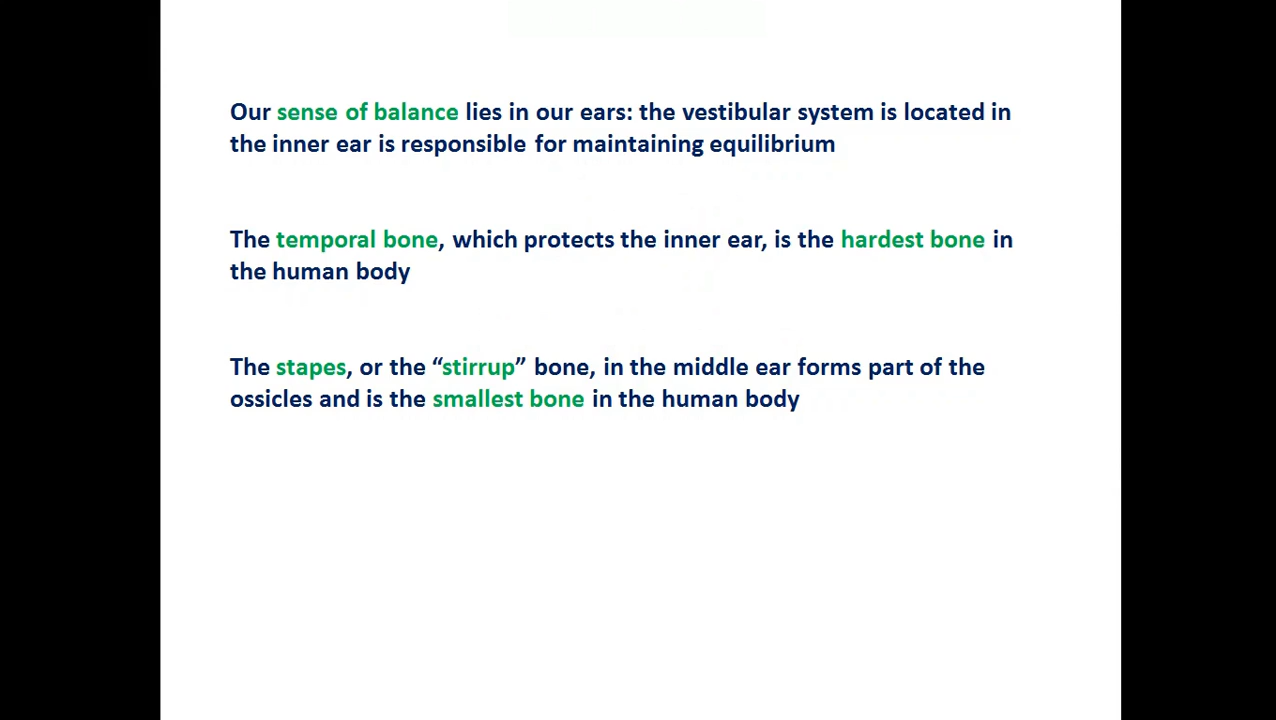 Our sense of balance lies in our ears: the vestibular system is located in
the inner ear is responsible for maintaining equilibrium
The temporal bone, which protects the inner ear, is the hardest bone in
the human body
The stapes, or the “stirrup” bone, in the middle ear forms part of the
ossicles and is the smallest bone in the human body